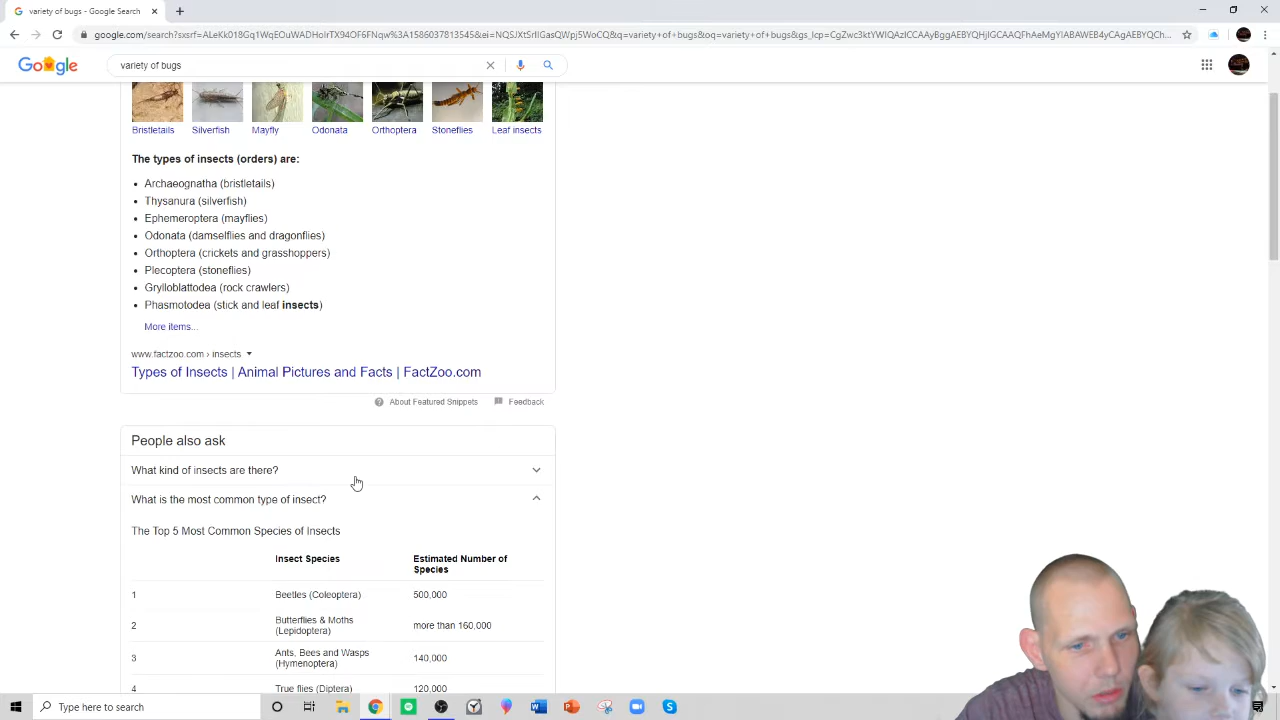 variety of bugs - Google Search
google.com/search?sxsrf=ALeKk018Gq1WqEOuWADHoIrTX94OF6FNqw%3A1586037813545&ei=NQSJXtSrIlGasQWpj5WoCQ&q=variety+of+bugs&oq=variety+of+bugs&gs_lcp=CgZwc3ktYWIQAzICCAAyBggAEBYQHjIGCAAQFhAeMgYIABAWEB4yCAgAEBYQChA...
Google
variety of bugs
Bristletails Silverfish Mayfly Odonata Orthoptera Stoneflies Leaf insects
The types of insects (orders) are:
• Archaeognatha (bristletails)
• Thysanura (silverfish)
• Ephemeroptera (mayflies)
• Odonata (damselflies and dragonflies)
• Orthoptera (crickets and grasshoppers)
• Plecoptera (stoneflies)
• Grylloblattodea (rock crawlers)
• Phasmotodea (stick and leaf insects)
More items...
www.factzoo.com › insects
Types of Insects | Animal Pictures and Facts | FactZoo.com
About Featured Snippets Feedback
People also ask
What kind of insects are there?
What is the most common type of insect?
The Top 5 Most Common Species of Insects
Insect Species Estimated Number of
Species
1 Beetles (Coleoptera) 500,000
2 Butterflies & Moths
(Lepidoptera) more than 160,000
3 Ants, Bees and Wasps
(Hymenoptera) 140,000
4 True flies (Diptera) 120,000
Type here to search